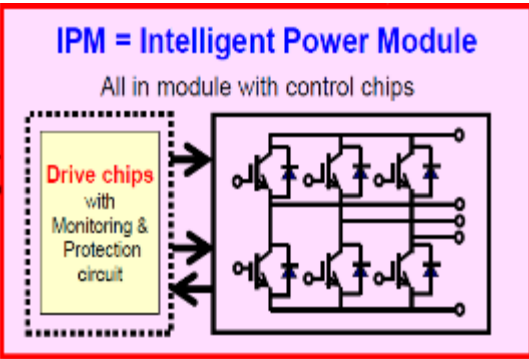 IPM = Intelligent Power Module
All in module with control chips
Drive chips
with
Monitoring &
Protection
circuit